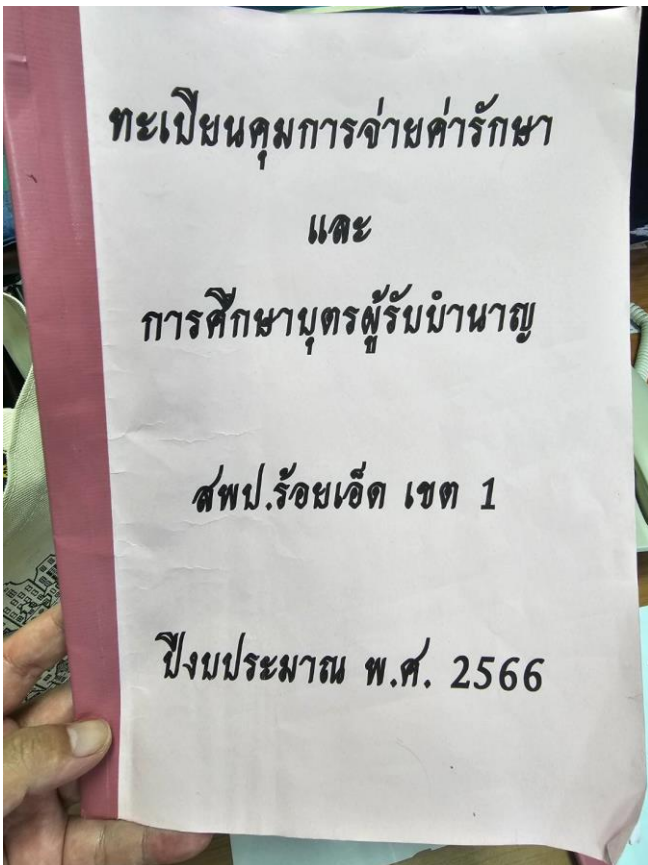 ทะเบียนคุมการจ่ายค่ารักษา
และ
การศึกษาบุตรผู้รับบำนาญ
สพป.ร้อยเอ็ด เขต 1
ปีงบประมาณ พ.ศ. 2566